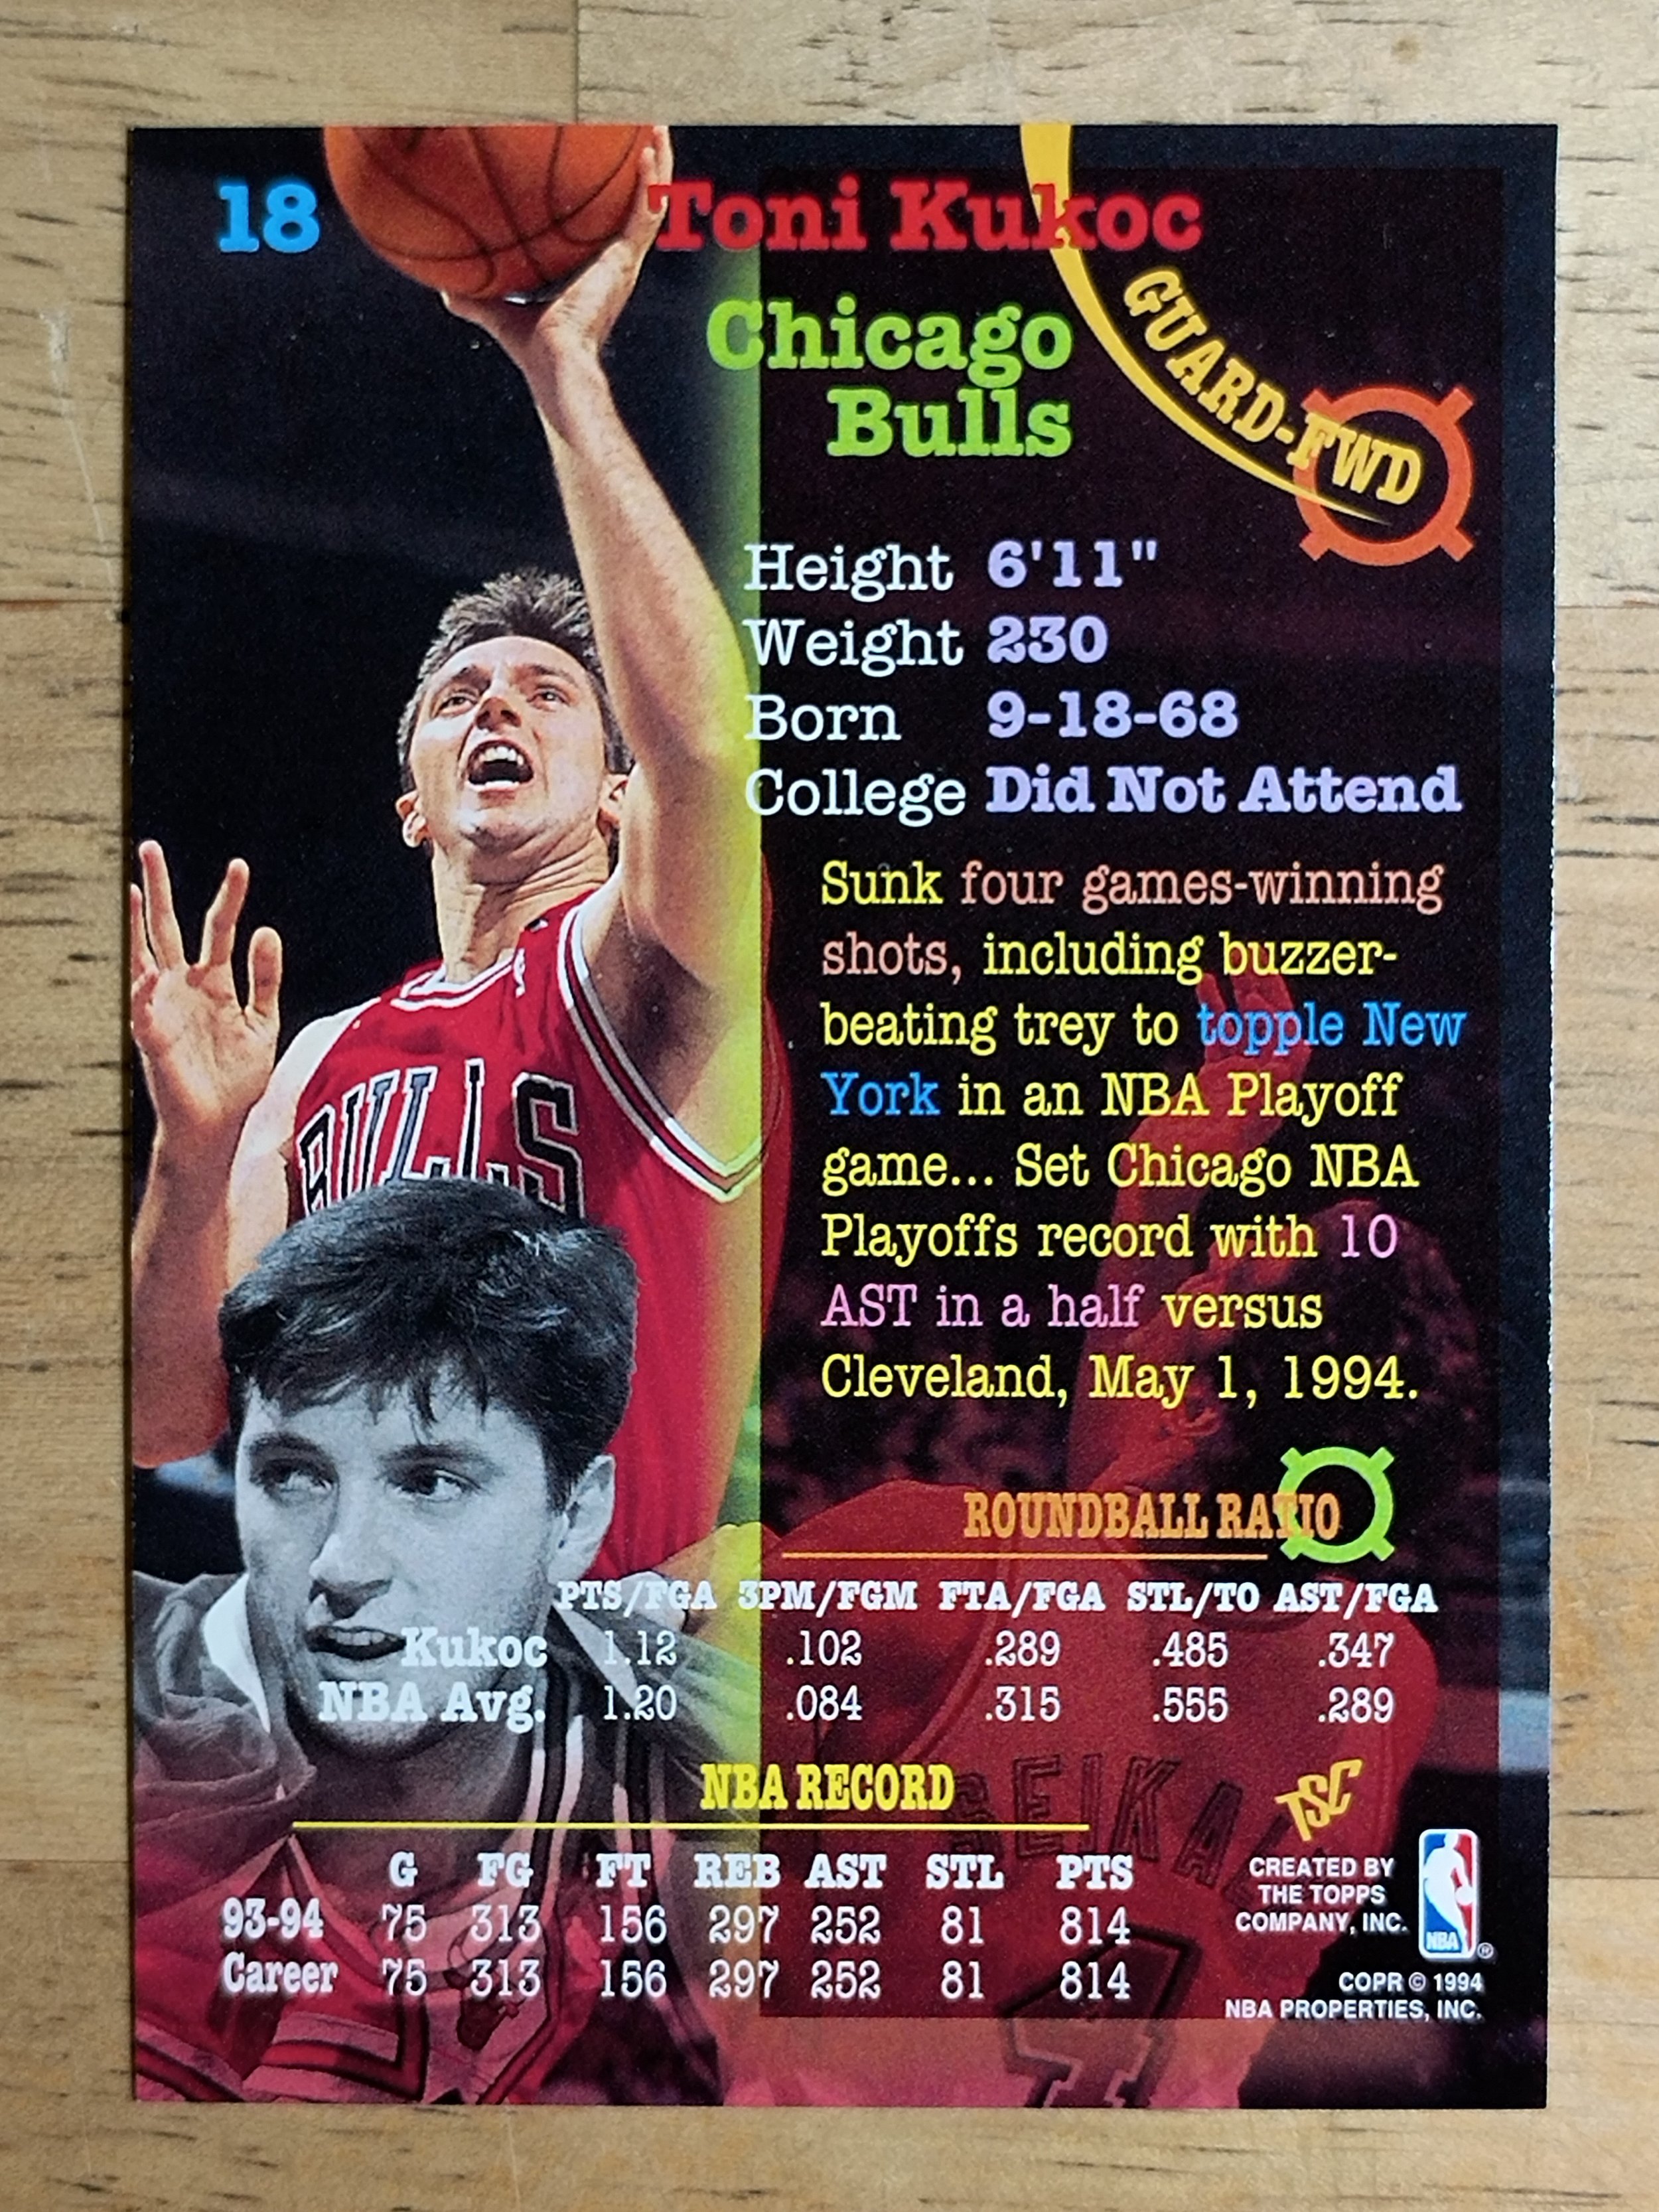 18 Toni Kukoc
Chicago
Bulls
GUARD-FWD
Height 6'11"
Weight 230
Born 9-18-68
College Did Not Attend
Sunk four games-winning
shots, including buzzer-
beating trey to topple New
York in an NBA Playoff
game... Set Chicago NBA
Playoffs record with 10
AST in a half versus
Cleveland, May 1, 1994.
BULLS
ROUNDBALL RATIO
PTS/FGA 3PM/FGM FTA/FGA STL/TO AST/FGA
Kukoc 1.12 .102 .289 .485 .347
NBA Avg. 1.20 .084 .315 .555 .289
SEIKA
4
NBA RECORD
G FG FT REB AST STL PTS
93-94 75 313 156 297 252 81 814
Career 75 313 156 297 252 81 814
TSC
CREATED BY
THE TOPPS
COMPANY, INC.
NBA ®
COPR © 1994
NBA PROPERTIES, INC.